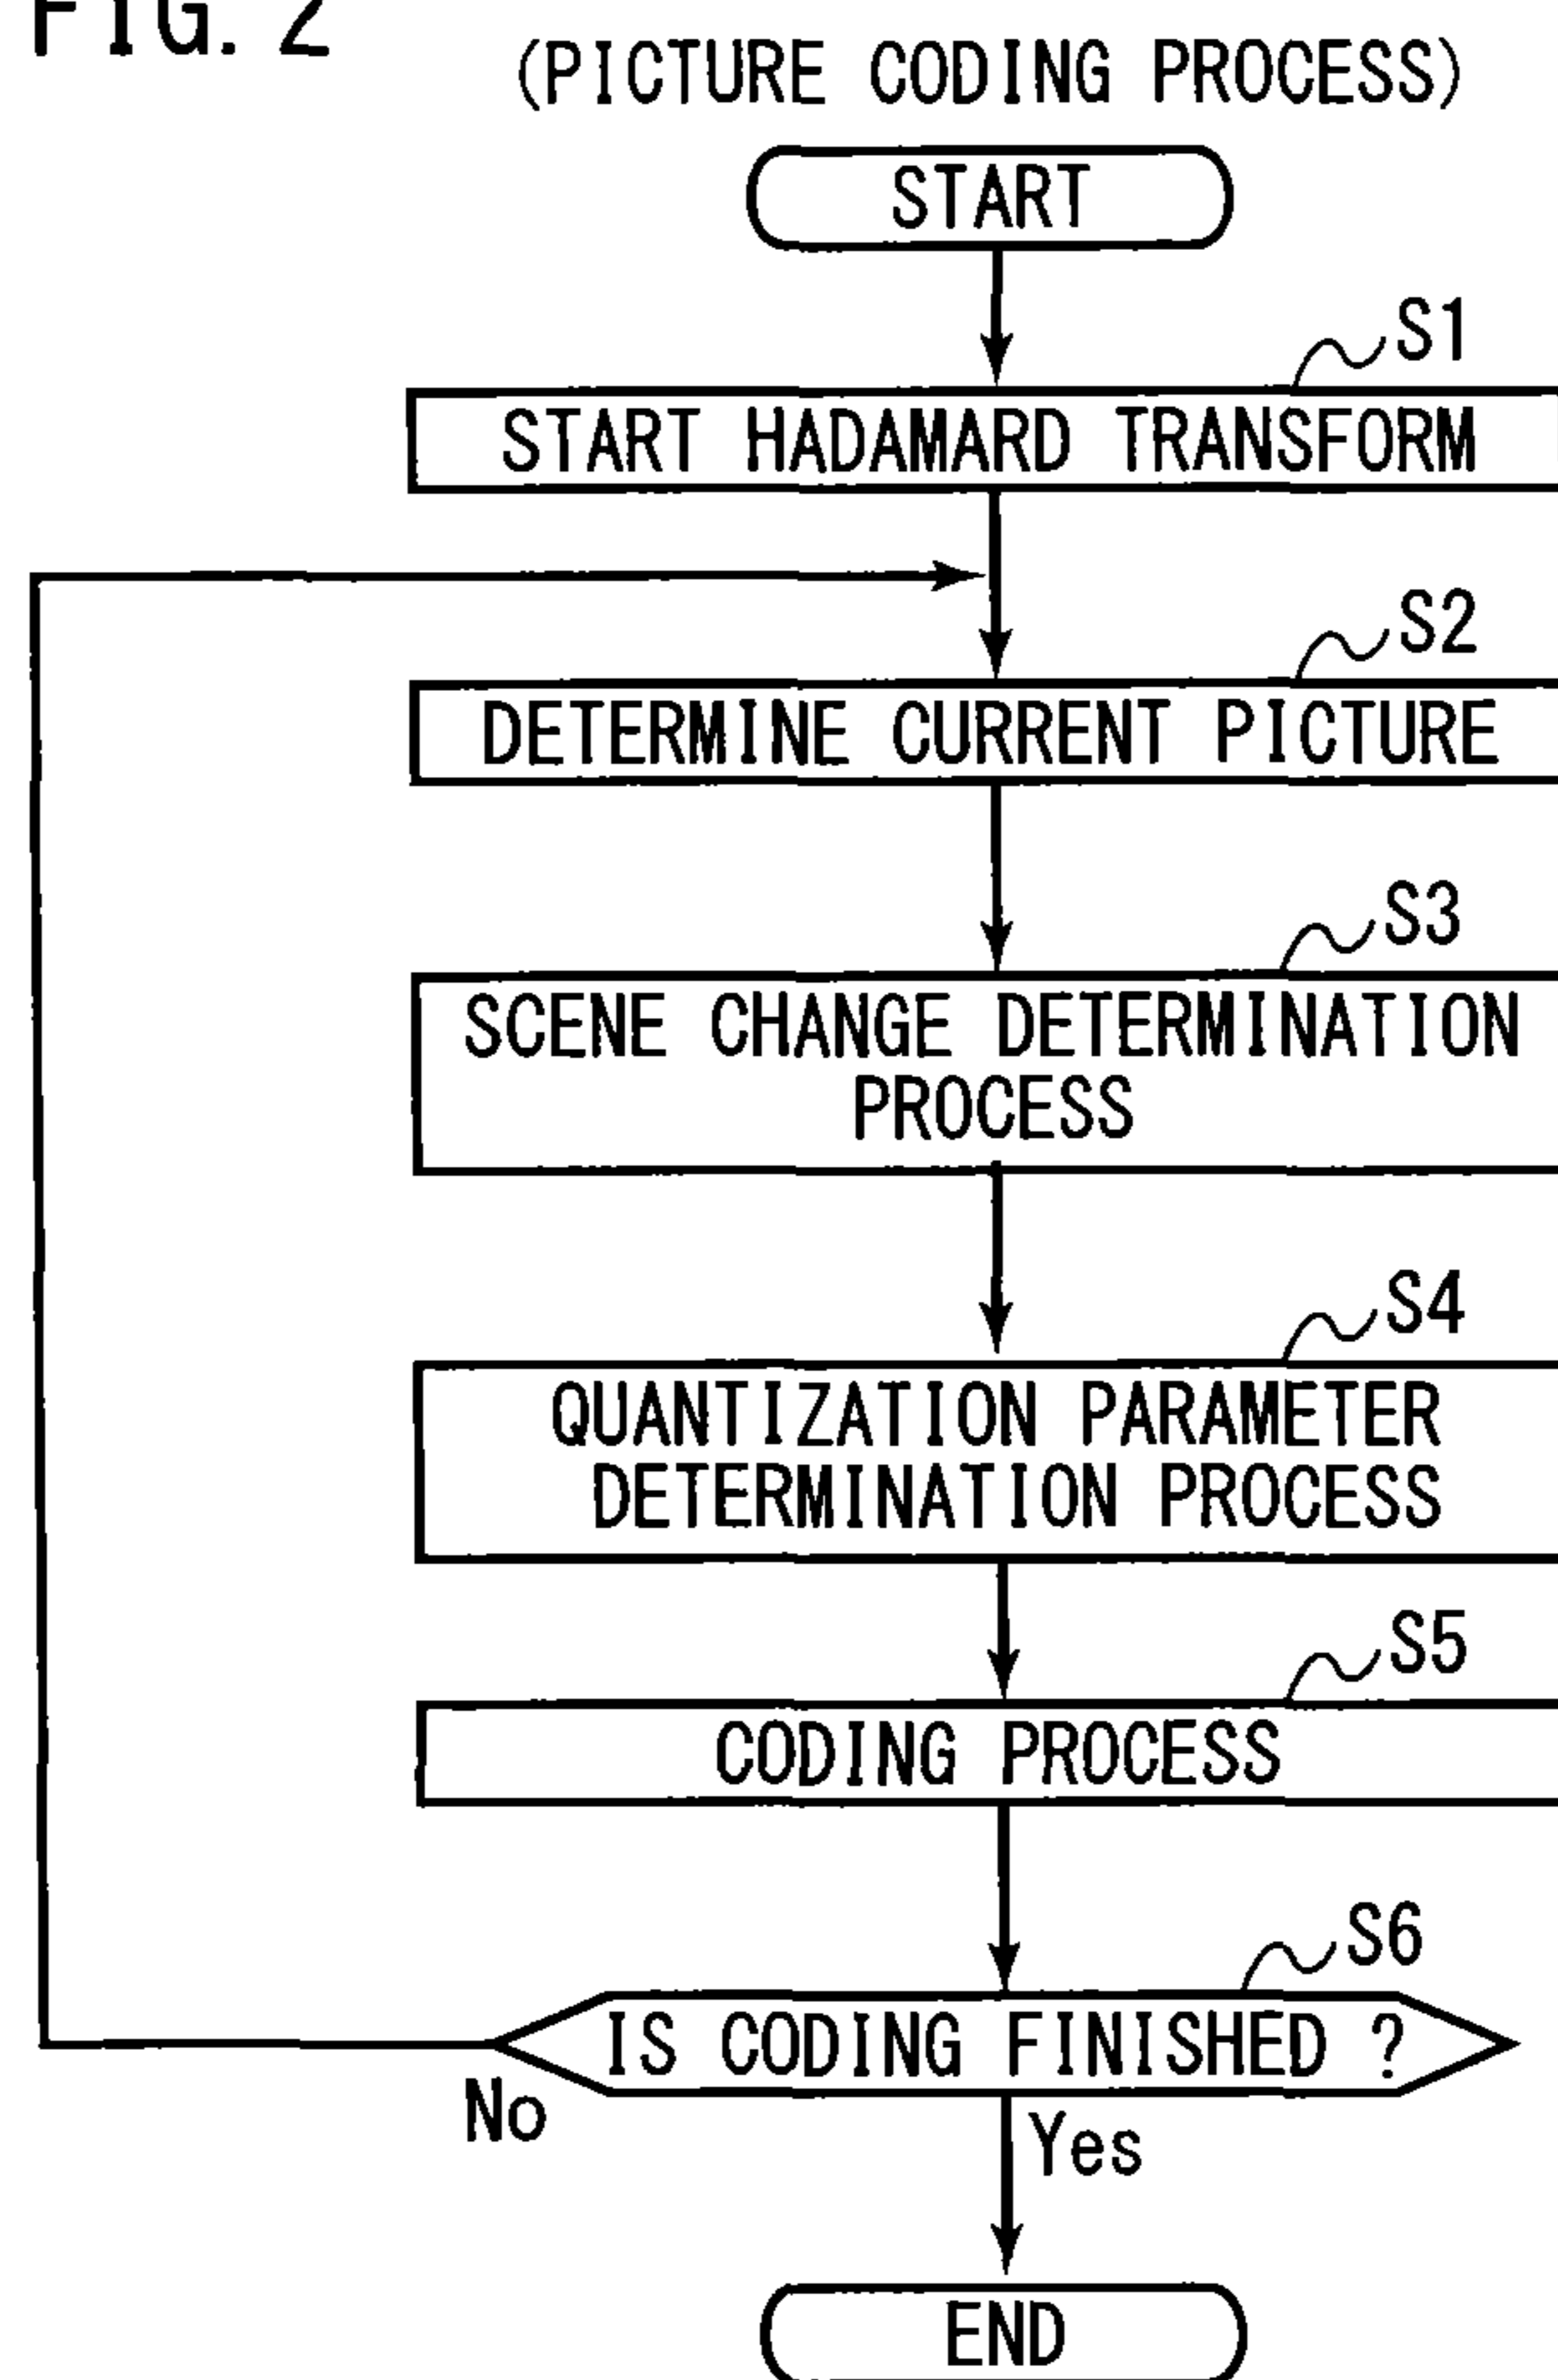 FIG. 2
(PICTURE CODING PROCESS)
START
S1
START HADAMARD TRANSFORM
S2
DETERMINE CURRENT PICTURE
S3
SCENE CHANGE DETERMINATION
PROCESS
S4
QUANTIZATION PARAMETER
DETERMINATION PROCESS
S5
CODING PROCESS
S6
IS CODING FINISHED ?
No
Yes
END